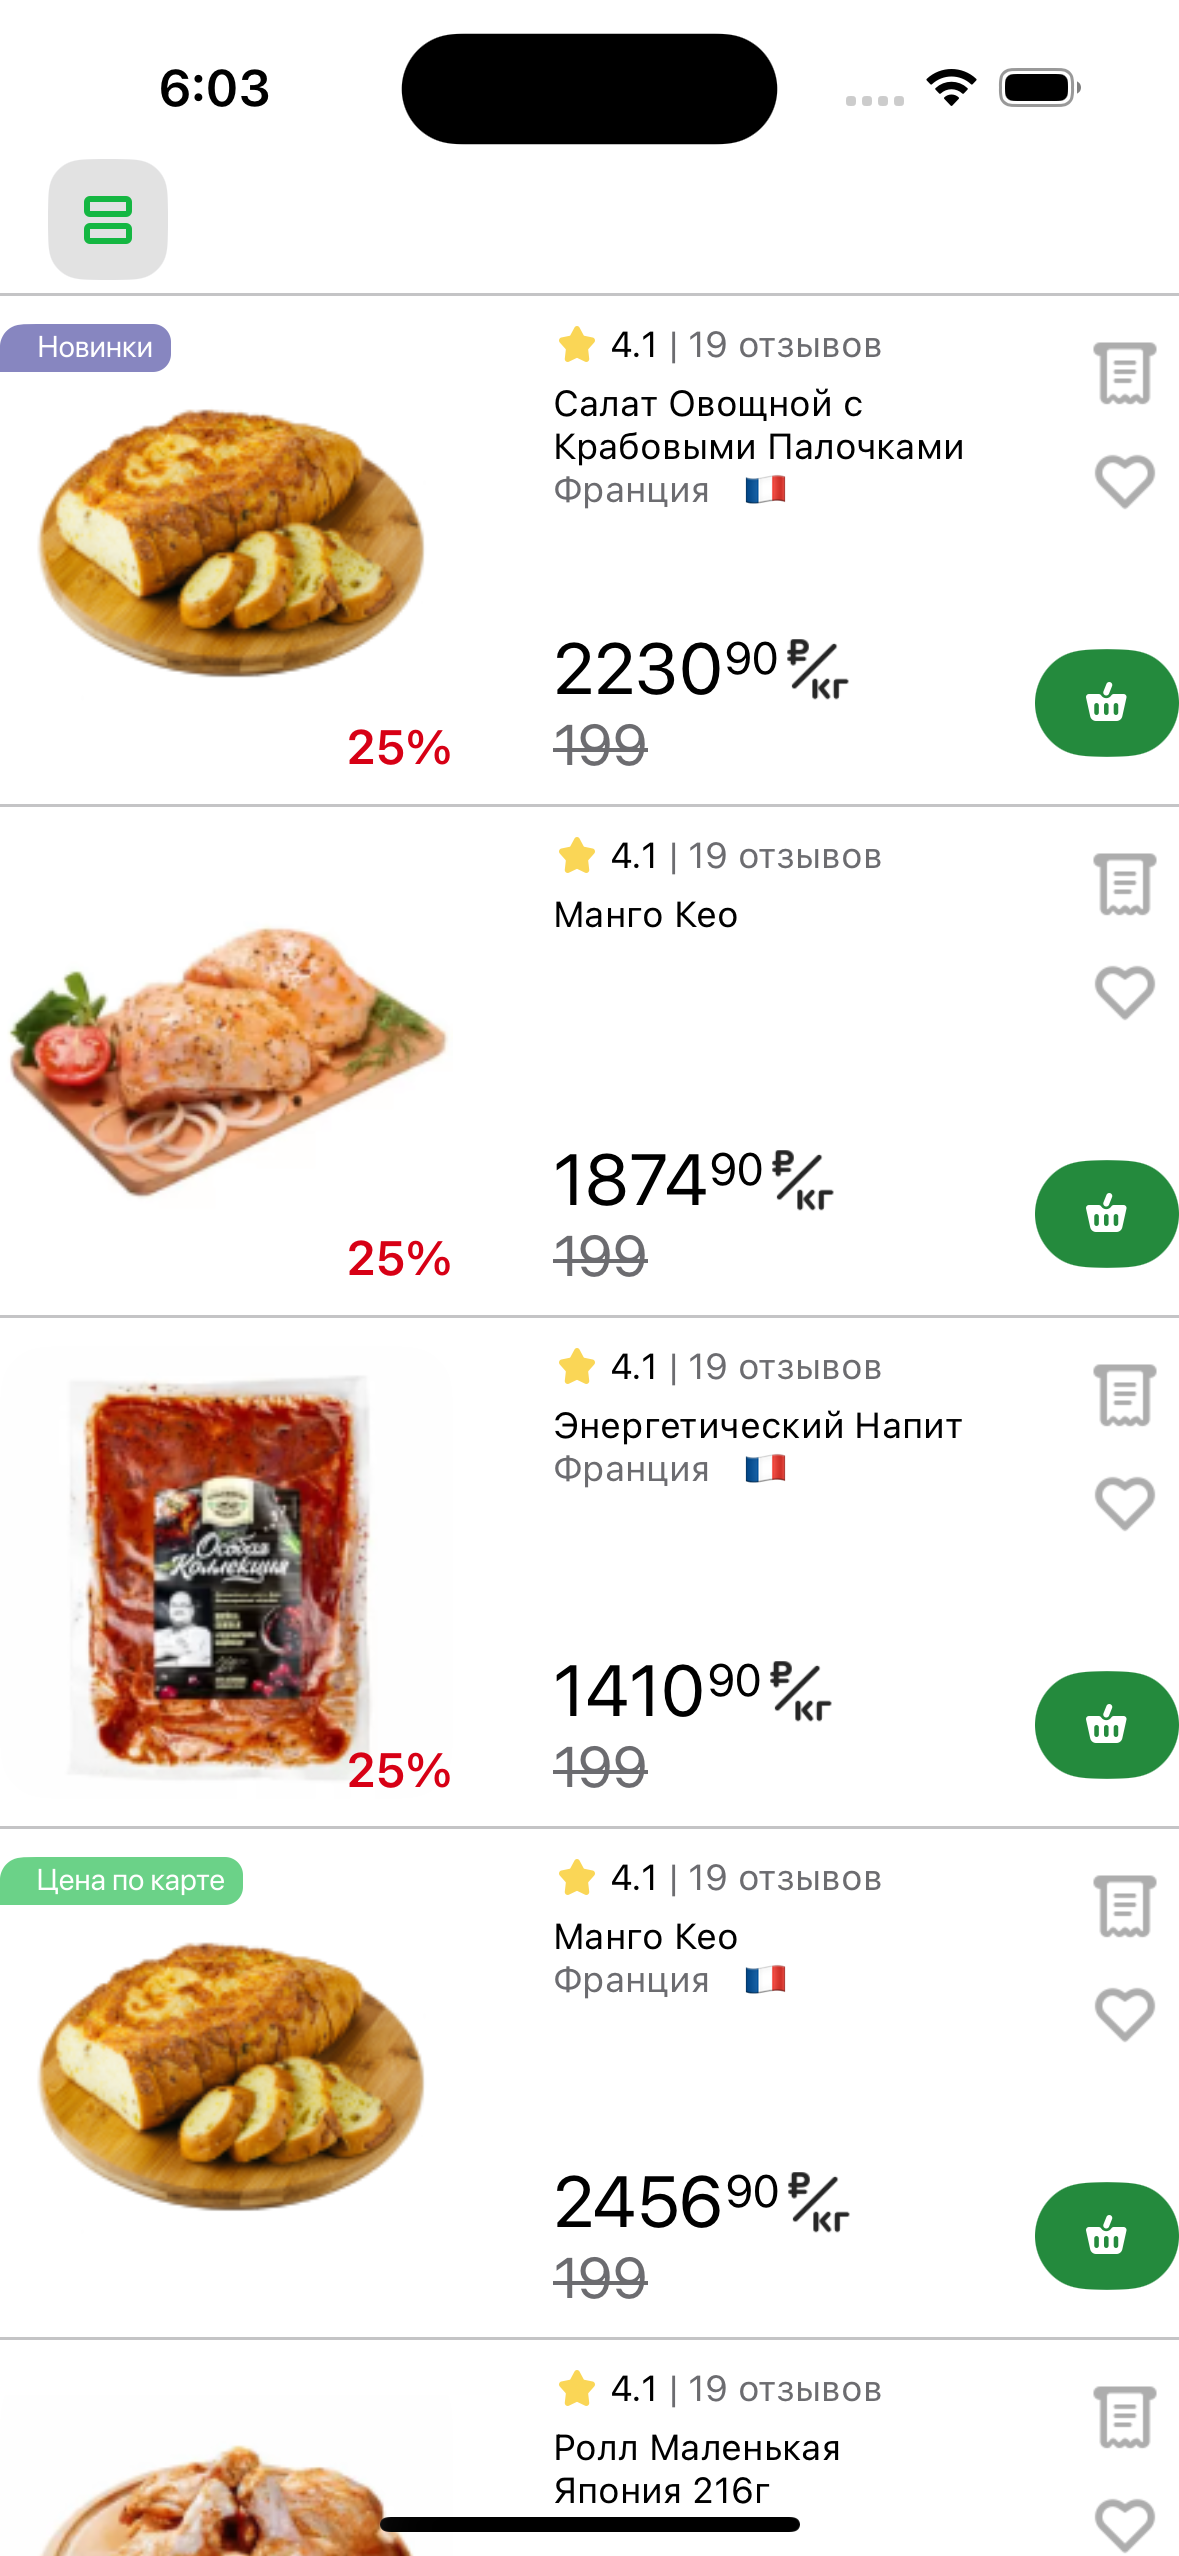 6:03
Новинки
4.1 | 19 отзывов
Салат Овощной с
Крабовыми Палочками
Франция
2230 90 ₽/кг
199
25%
4.1 | 19 отзывов
Манго Кео
1874 90 ₽/кг
199
25%
4.1 | 19 отзывов
Энергетический Напит
Франция
Особая
Коллекция
1410 90 ₽/кг
199
25%
Цена по карте
4.1 | 19 отзывов
Манго Кео
Франция
2456 90 ₽/кг
199
4.1 | 19 отзывов
Ролл Маленькая
Япония 216г